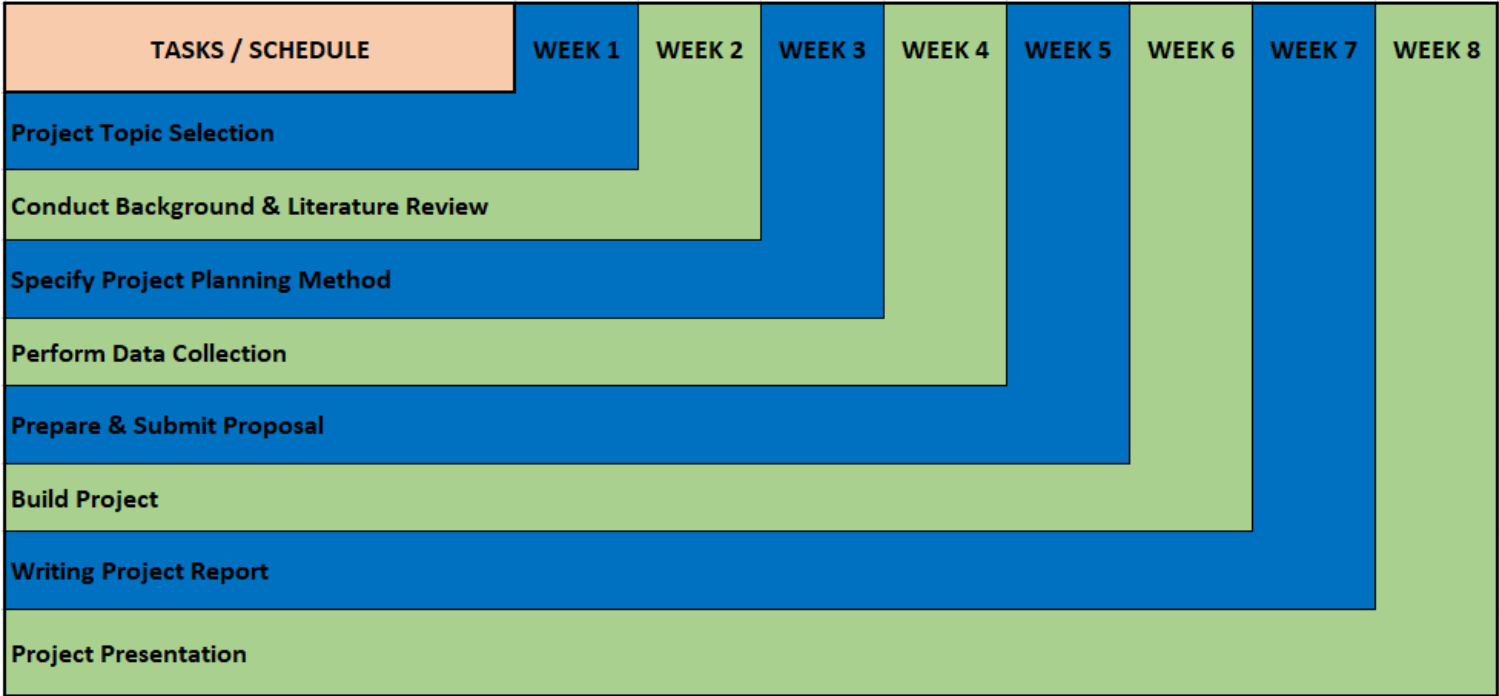 TASKS / SCHEDULE WEEK 1 WEEK 2 WEEK 3 WEEK 4 WEEK 5 WEEK 6 WEEK 7 WEEK 8
Project Topic Selection
Conduct Background & Literature Review
Specify Project Planning Method
Perform Data Collection
Prepare & Submit Proposal
Build Project
Writing Project Report
Project Presentation